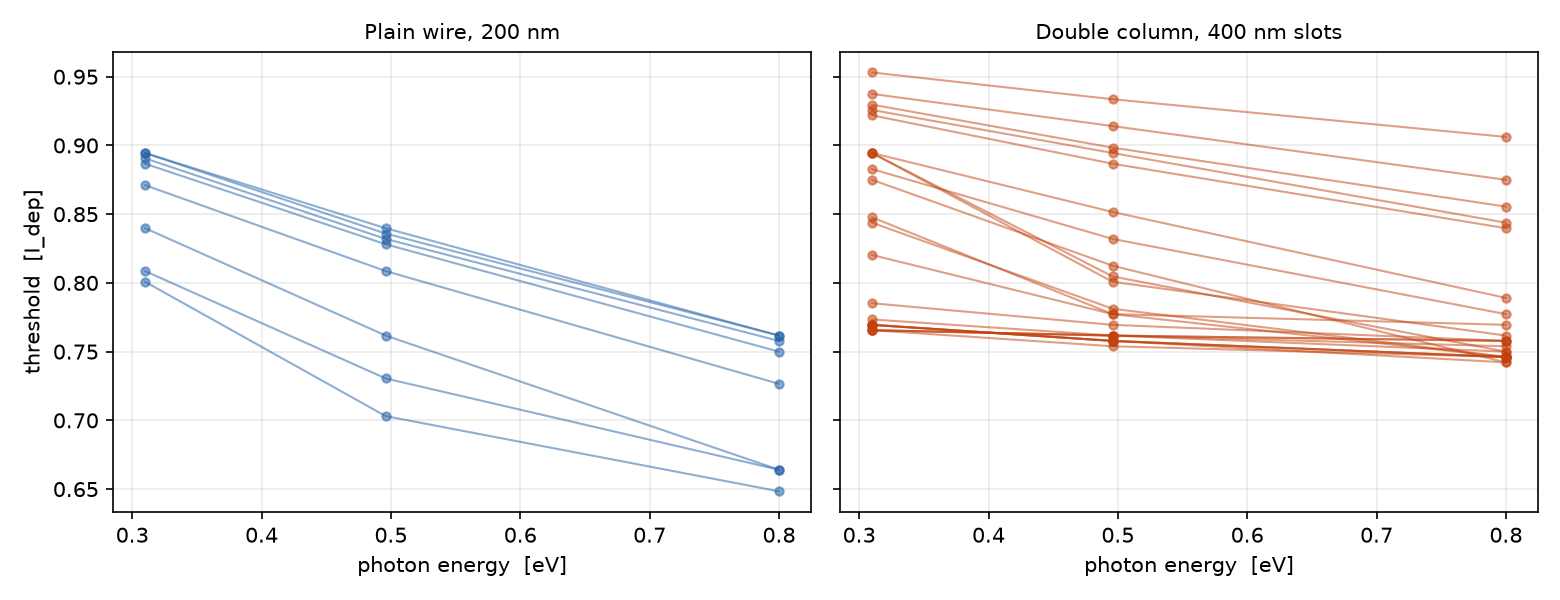 Plain wire, 200 nm
threshold [I_dep]
0.95
0.90
0.85
0.80
0.75
0.70
0.65
0.3 0.4 0.5 0.6 0.7 0.8
photon energy [eV]
Double column, 400 nm slots
0.3 0.4 0.5 0.6 0.7 0.8
photon energy [eV]